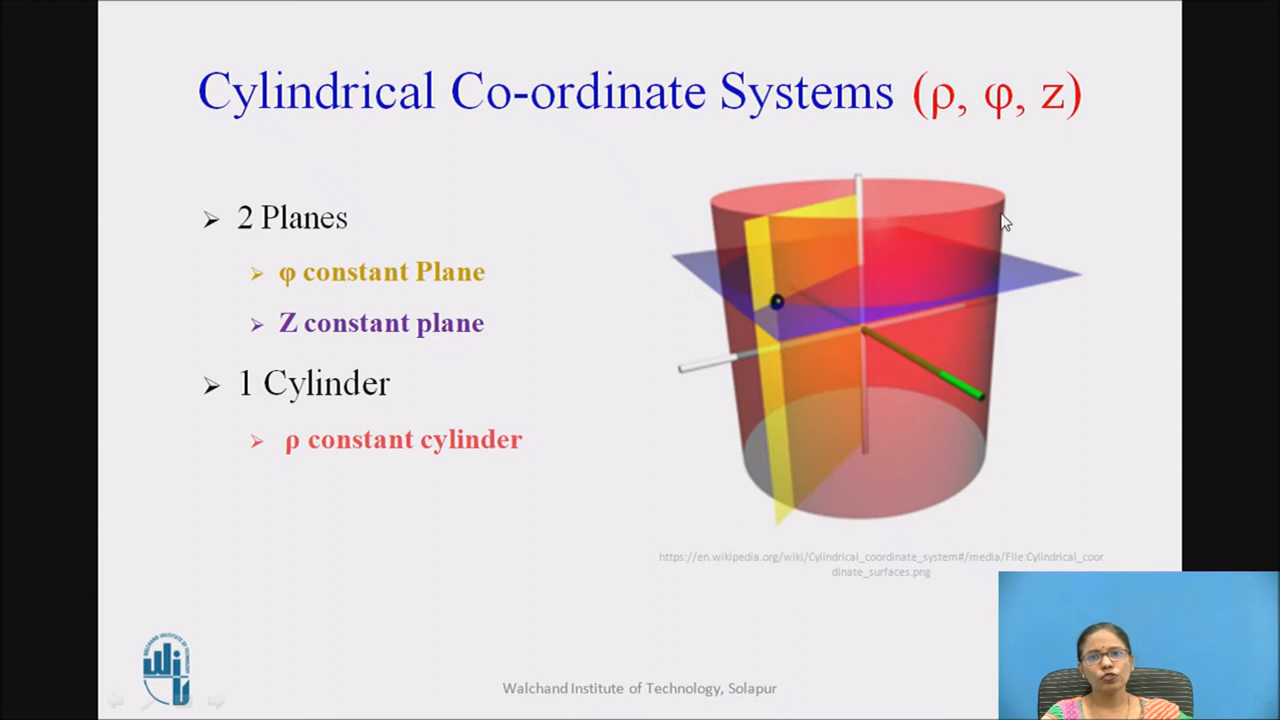 Cylindrical Co-ordinate Systems (ρ, φ, z)
2 Planes
φ constant Plane
Z constant plane
1 Cylinder
ρ constant cylinder
https://en.wikipedia.org/wiki/Cylindrical_coordinate_system#/media/File:Cylindrical_coor
dinate_surfaces.png
Walchand Institute of Technology, Solapur